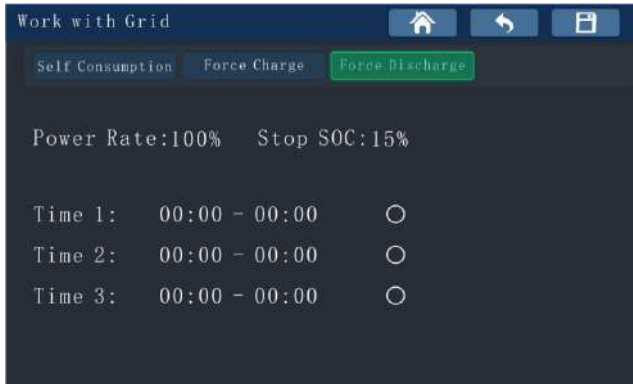 Work with Grid
Self Consumption Force Charge Force Discharge
Power Rate:100% Stop SOC:15%
Time 1: 00:00 - 00:00
Time 2: 00:00 - 00:00
Time 3: 00:00 - 00:00